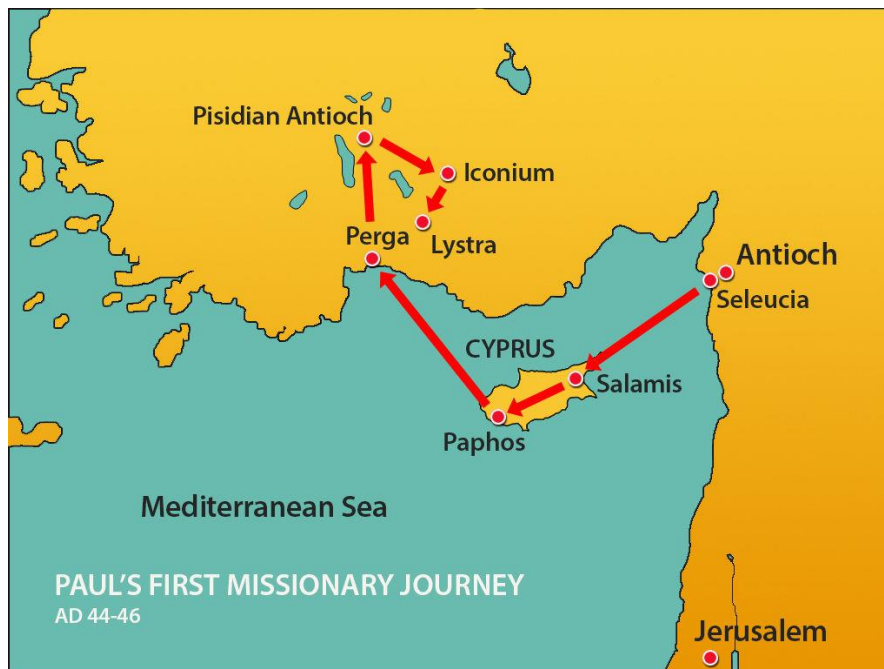 Pisidian Antioch
Iconium
Perga
Lystra
Antioch
Seleucia
CYPRUS
Salamis
Paphos
Mediterranean Sea
PAUL'S FIRST MISSIONARY JOURNEY
AD 44-46
Jerusalem